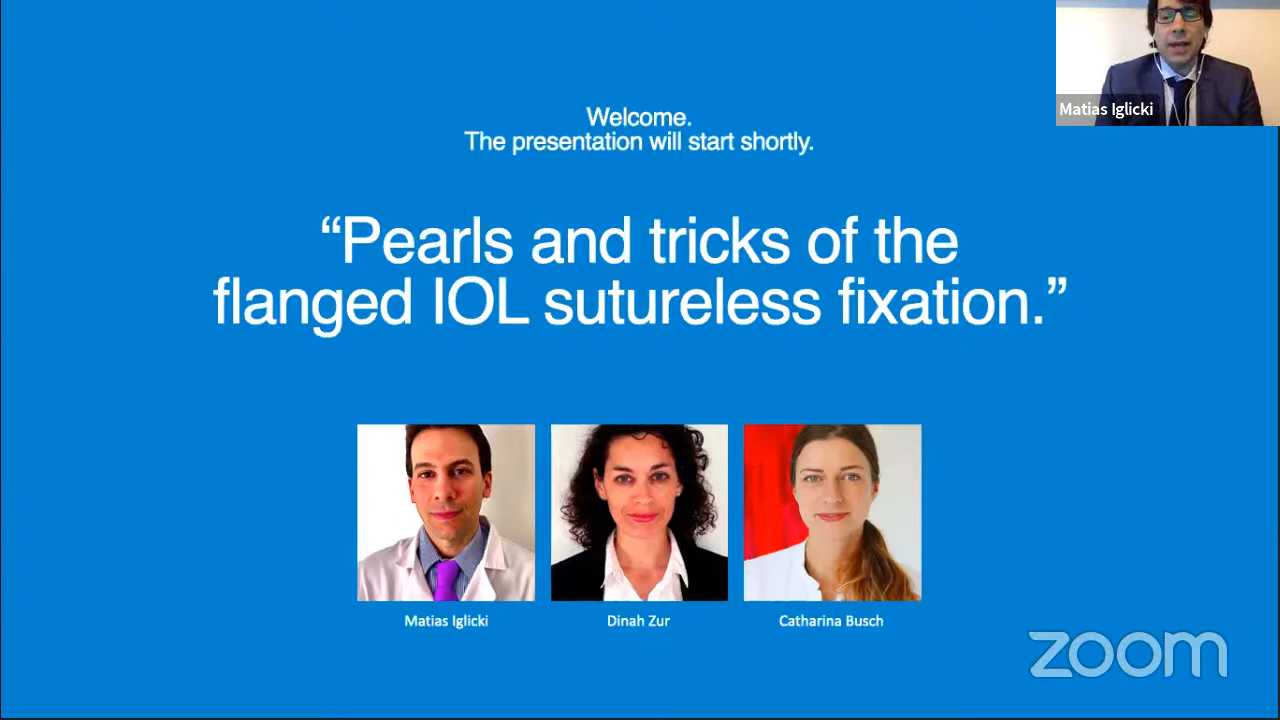 Matias Iglicki
Welcome.
The presentation will start shortly.
“Pearls and tricks of the
flanged IOL sutureless fixation.”
Matias Iglicki
Dinah Zur
Catharina Busch
zoom